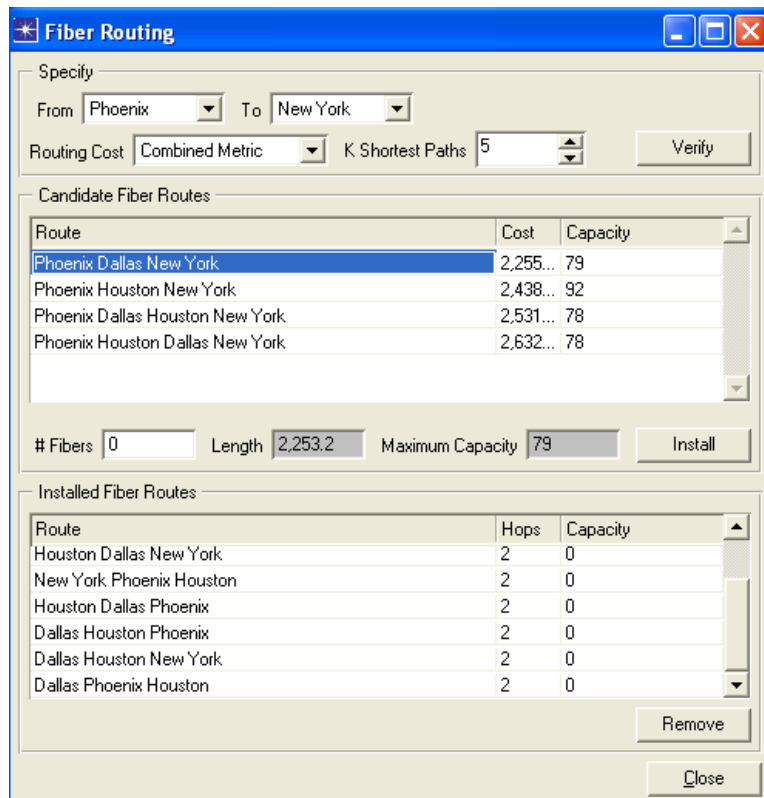 Fiber Routing
Specify
From Phoenix To New York
Routing Cost Combined Metric K Shortest Paths 5 Verify
Candidate Fiber Routes
Route Cost Capacity
Phoenix Dallas New York 2,255... 79
Phoenix Houston New York 2,438... 92
Phoenix Dallas Houston New York 2,531... 78
Phoenix Houston Dallas New York 2,632... 78
# Fibers 0 Length 2,253.2 Maximum Capacity 79 Install
Installed Fiber Routes
Route Hops Capacity
Houston Dallas New York 2 0
New York Phoenix Houston 2 0
Houston Dallas Phoenix 2 0
Dallas Houston Phoenix 2 0
Dallas Houston New York 2 0
Dallas Phoenix Houston 2 0
Remove
Close